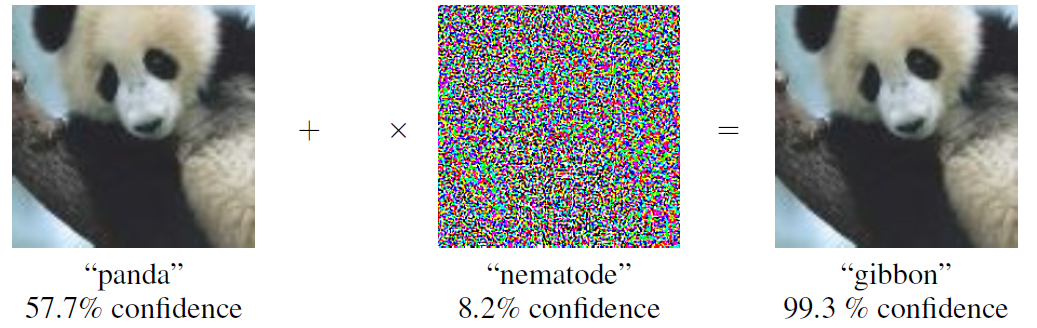 + × =
“panda” “nematode” “gibbon”
57.7% confidence 8.2% confidence 99.3 % confidence